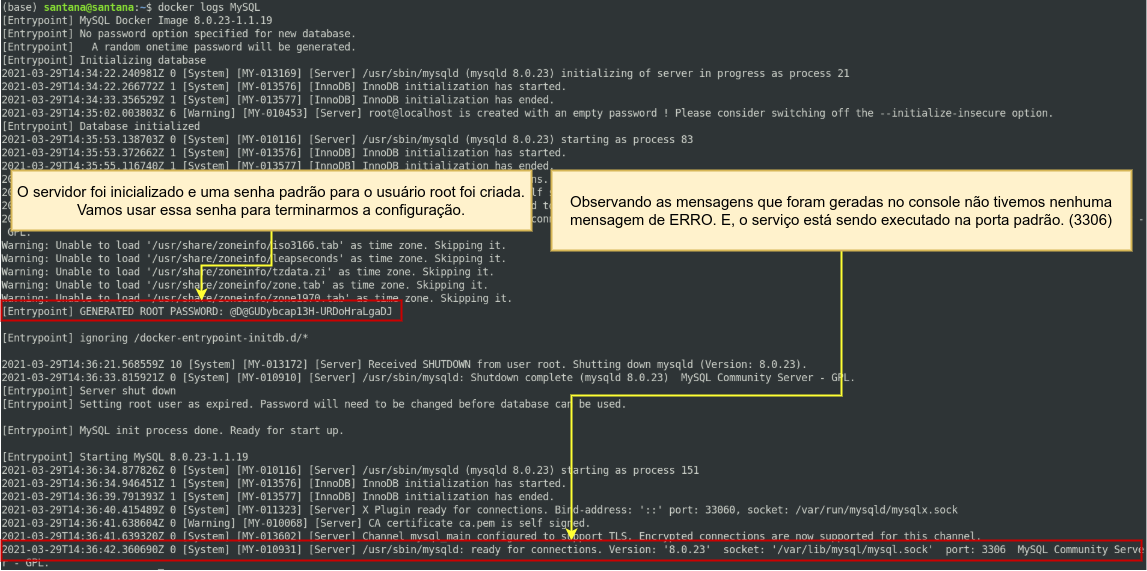 (base) santana@santana:~$ docker logs MySQL
[Entrypoint] MySQL Docker Image 8.0.23-1.1.19
[Entrypoint] No password option specified for new database.
[Entrypoint]   A random onetime password will be generated.
[Entrypoint] Initializing database
2021-03-29T14:34:22.240981Z 0 [System] [MY-013169] [Server] /usr/sbin/mysqld (mysqld 8.0.23) initializing of server in progress as process 21
2021-03-29T14:34:22.266772Z 1 [System] [MY-013576] [InnoDB] InnoDB initialization has started.
2021-03-29T14:34:33.356529Z 1 [System] [MY-013577] [InnoDB] InnoDB initialization has ended.
2021-03-29T14:35:02.003803Z 6 [Warning] [MY-010453] [Server] root@localhost is created with an empty password ! Please consider switching off the --initialize-insecure option.
[Entrypoint] Database initialized
2021-03-29T14:35:53.138703Z 0 [System] [MY-010116] [Server] /usr/sbin/mysqld (mysqld 8.0.23) starting as process 83
2021-03-29T14:35:53.372662Z 1 [System] [MY-013576] [InnoDB] InnoDB initialization has started.
2021-03-29T14:35:55.116740Z 1 [System] [MY-013577] [InnoDB] InnoDB initialization has ended.
O servidor foi inicializado e uma senha padrão para o usuário root foi criada.
Vamos usar essa senha para terminarmos a configuração.
Observando as mensagens que foram geradas no console não tivemos nenhuma
mensagem de ERRO. E, o serviço está sendo executado na porta padrão. (3306)
GPL.
Warning: Unable to load '/usr/share/zoneinfo/iso3166.tab' as time zone. Skipping it.
Warning: Unable to load '/usr/share/zoneinfo/leapseconds' as time zone. Skipping it.
Warning: Unable to load '/usr/share/zoneinfo/tzdata.zi' as time zone. Skipping it.
Warning: Unable to load '/usr/share/zoneinfo/zone.tab' as time zone. Skipping it.
Warning: Unable to load '/usr/share/zoneinfo/zone1970.tab' as time zone. Skipping it.
[Entrypoint] GENERATED ROOT PASSWORD: @D@GUDybcap13H-URDoHraLgaDJ
[Entrypoint] ignoring /docker-entrypoint-initdb.d/*
2021-03-29T14:36:21.568559Z 10 [System] [MY-013172] [Server] Received SHUTDOWN from user root. Shutting down mysqld (Version: 8.0.23).
2021-03-29T14:36:33.815921Z 0 [System] [MY-010910] [Server] /usr/sbin/mysqld: Shutdown complete (mysqld 8.0.23)  MySQL Community Server - GPL.
[Entrypoint] Server shut down
[Entrypoint] Setting root user as expired. Password will need to be changed before database can be used.
[Entrypoint] MySQL init process done. Ready for start up.
[Entrypoint] Starting MySQL 8.0.23-1.1.19
2021-03-29T14:36:34.877826Z 0 [System] [MY-010116] [Server] /usr/sbin/mysqld (mysqld 8.0.23) starting as process 151
2021-03-29T14:36:34.946451Z 1 [System] [MY-013576] [InnoDB] InnoDB initialization has started.
2021-03-29T14:36:39.791393Z 1 [System] [MY-013577] [InnoDB] InnoDB initialization has ended.
2021-03-29T14:36:40.415489Z 0 [System] [MY-011323] [Server] X Plugin ready for connections. Bind-address: '::' port: 33060, socket: /var/run/mysqld/mysqlx.sock
2021-03-29T14:36:41.638604Z 0 [Warning] [MY-010068] [Server] CA certificate ca.pem is self signed.
2021-03-29T14:36:41.639320Z 0 [System] [MY-013602] [Server] Channel mysql_main configured to support TLS. Encrypted connections are now supported for this channel.
2021-03-29T14:36:42.360690Z 0 [System] [MY-010931] [Server] /usr/sbin/mysqld: ready for connections. Version: '8.0.23'  socket: '/var/lib/mysql/mysql.sock'  port: 3306  MySQL Community Serve
r - GPL.